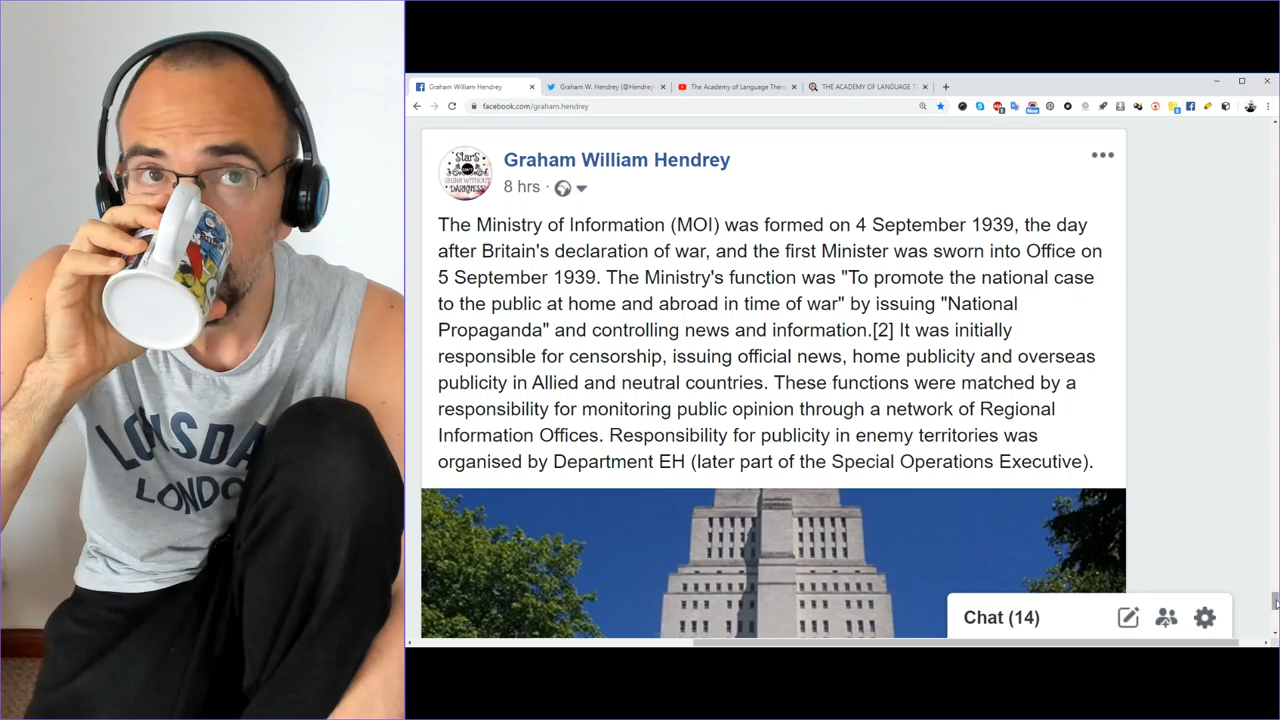 LONSDA
LONDO
Graham William Hendrey
Graham W. Hendrey (@Hendrey
The Academy of Language Thera
THE ACADEMY OF LANGUAGE T
facebook.com/graham.hendrey
Stars
CAN'T
SHINE WITHOUT
DARKNESS
Graham William Hendrey
8 hrs ·
The Ministry of Information (MOI) was formed on 4 September 1939, the day
after Britain's declaration of war, and the first Minister was sworn into Office on
5 September 1939. The Ministry's function was "To promote the national case
to the public at home and abroad in time of war" by issuing "National
Propaganda" and controlling news and information.[2] It was initially
responsible for censorship, issuing official news, home publicity and overseas
publicity in Allied and neutral countries. These functions were matched by a
responsibility for monitoring public opinion through a network of Regional
Information Offices. Responsibility for publicity in enemy territories was
organised by Department EH (later part of the Special Operations Executive).
Chat (14)